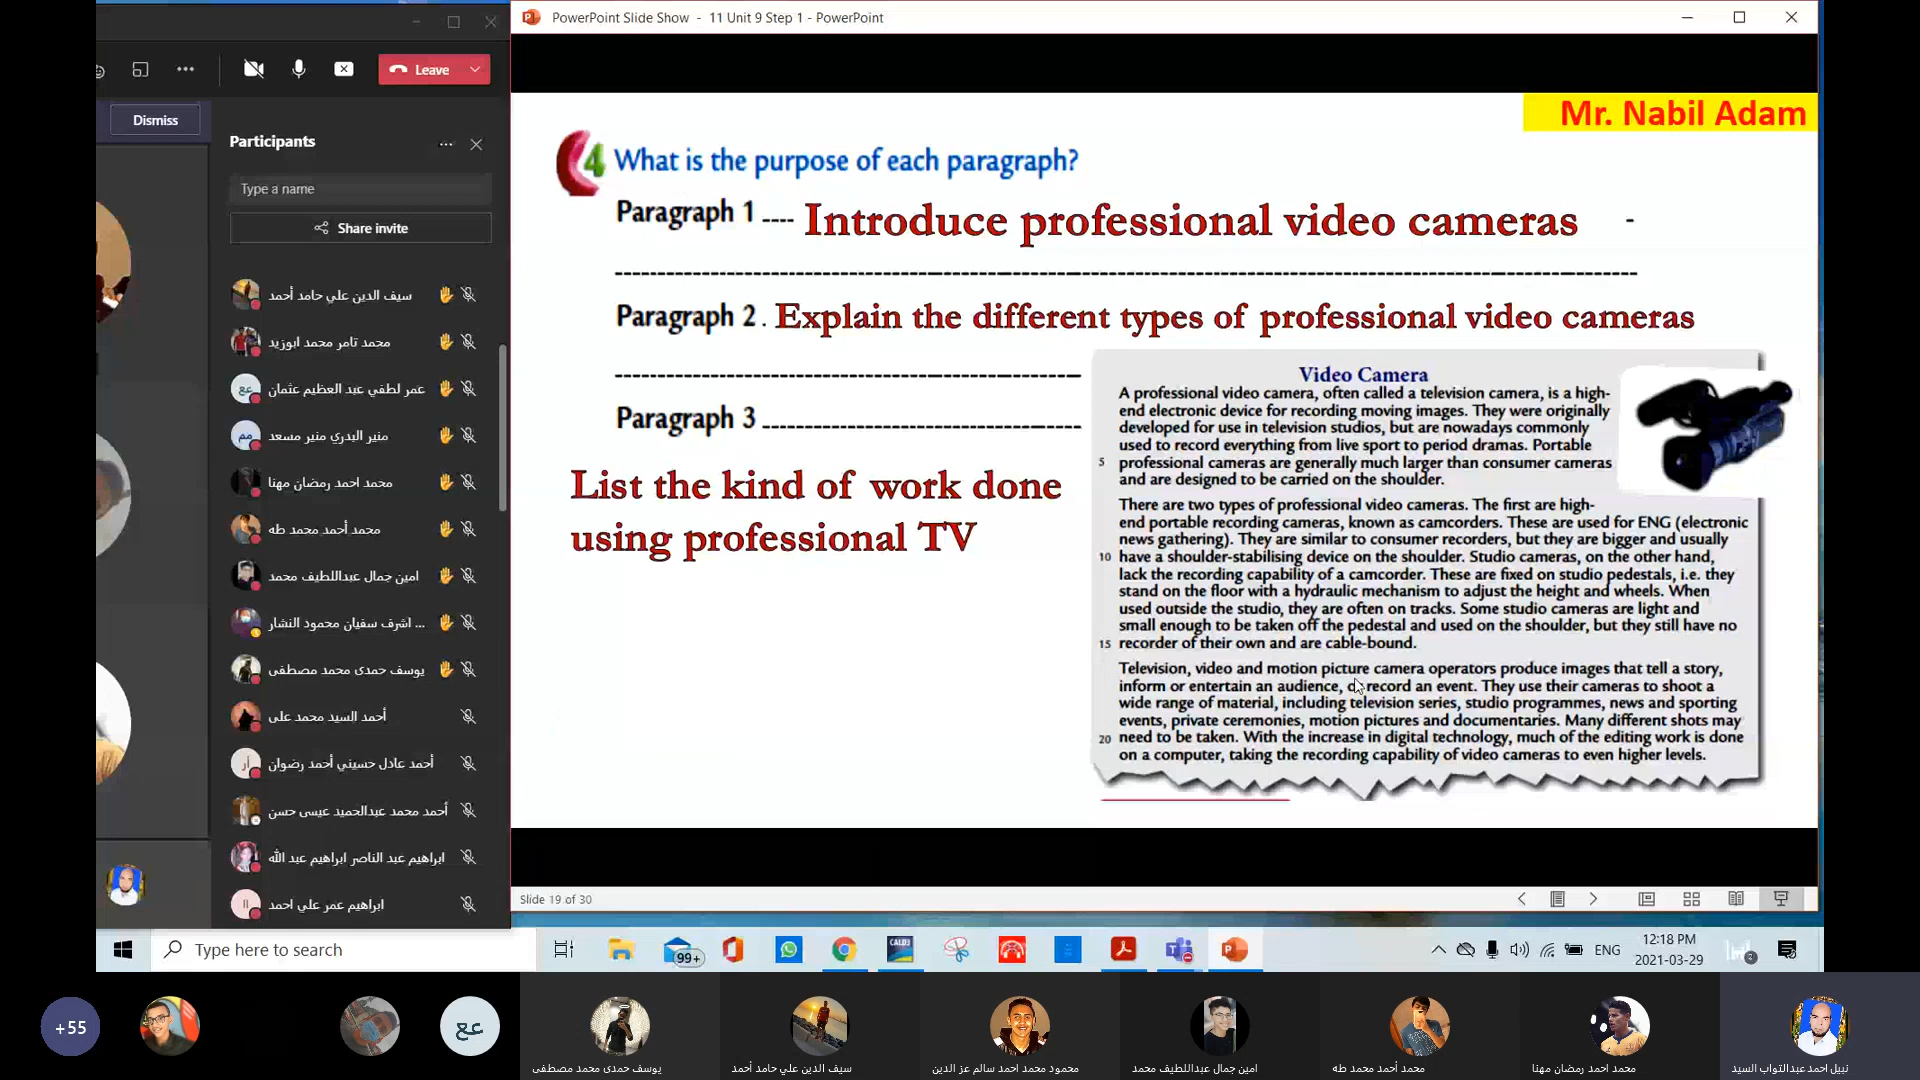 PowerPoint Slide Show - 11 Unit 9 Step 1 - PowerPoint
Leave
Dismiss
Participants
Type a name
Share invite
سيف الدين علي حامد أحمد
محمد تامر محمد ابوزيد
عع
عمر لطفي عبد العظيم عثمان
مم
منير البدري منير مسعد
محمد احمد رمضان مهنا
محمد أحمد محمد طه
امين جمال عبداللطيف محمد
اشرف سفيان محمود النشار ...
يوسف حمدى محمد مصطفى
أحمد السيد محمد على
أر
أحمد عادل حسيني أحمد رضوان
أحمد محمد عبدالحميد عيسى حسن
ابراهيم عبد الناصر ابراهيم عبد الله
اا
ابراهيم عمر علي احمد
Mr. Nabil Adam
4 What is the purpose of each paragraph?
Paragraph 1 ---- Introduce professional video cameras -
Paragraph 2 . Explain the different types of professional video cameras
Paragraph 3
List the kind of work done
using professional TV
Video Camera
A professional video camera, often called a television camera, is a high-
end electronic device for recording moving images. They were originally
developed for use in television studios, but are nowadays commonly
used to record everything from live sport to period dramas. Portable
5 professional cameras are generally much larger than consumer cameras
and are designed to be carried on the shoulder.
There are two types of professional video cameras. The first are high-
end portable recording cameras, known as camcorders. These are used for ENG (electronic
news gathering). They are similar to consumer recorders, but they are bigger and usually
10 have a shoulder-stabilising device on the shoulder. Studio cameras, on the other hand,
lack the recording capability of a camcorder. These are fixed on studio pedestals, i.e. they
stand on the floor with a hydraulic mechanism to adjust the height and wheels. When
used outside the studio, they are often on tracks. Some studio cameras are light and
small enough to be taken off the pedestal and used on the shoulder, but they still have no
15 recorder of their own and are cable-bound.
Television, video and motion picture camera operators produce images that tell a story,
inform or entertain an audience, or record an event. They use their cameras to shoot a
wide range of material, including television series, studio programmes, news and sporting
events, private ceremonies, motion pictures and documentaries. Many different shots may
20 need to be taken. With the increase in digital technology, much of the editing work is done
on a computer, taking the recording capability of video cameras to even higher levels.
Slide 19 of 30
Type here to search
99+
ENG
12:18 PM
2021-03-29
2
+55
عع
يوسف حمدى محمد مصطفى
سيف الدين علي حامد أحمد
محمود محمد احمد سالم عز الدين
امين جمال عبداللطيف محمد
محمد أحمد محمد طه
محمد احمد رمضان مهنا
نبيل احمد عبدالتواب السيد